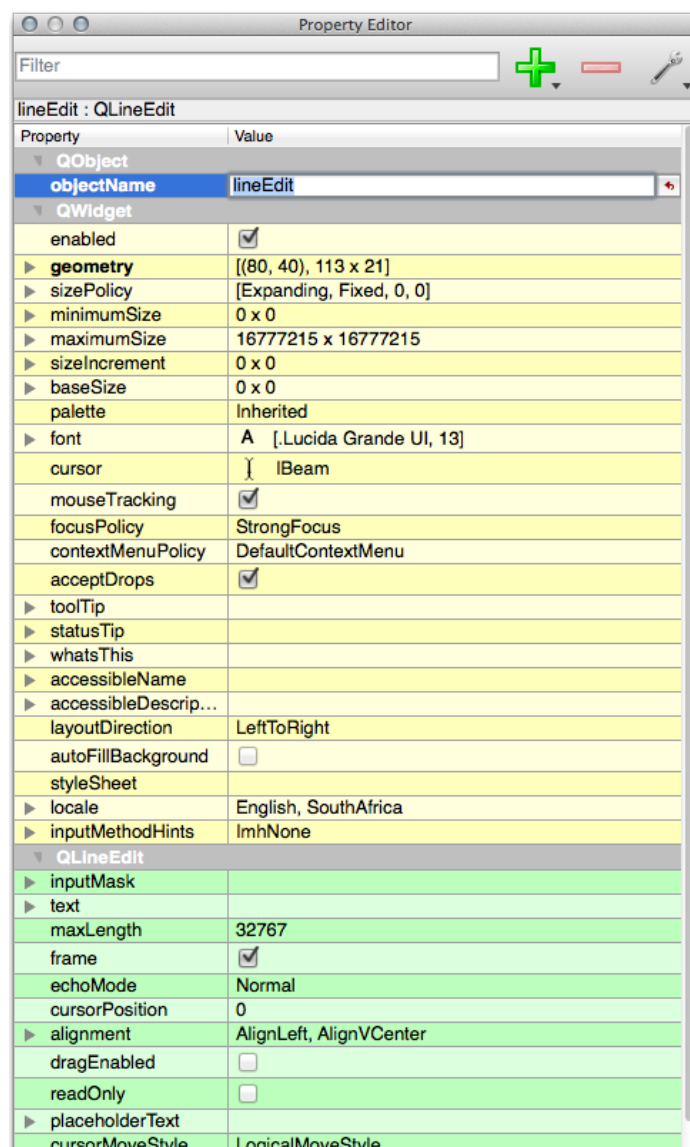 Property Editor
Filter
lineEdit : QLineEdit
Property Value
QObject
objectName lineEdit
QWidget
enabled
geometry [(80, 40), 113 x 21]
sizePolicy [Expanding, Fixed, 0, 0]
minimumSize 0 x 0
maximumSize 16777215 x 16777215
sizeIncrement 0 x 0
baseSize 0 x 0
palette Inherited
font A [.Lucida Grande UI, 13]
cursor IBeam
mouseTracking
focusPolicy StrongFocus
contextMenuPolicy DefaultContextMenu
acceptDrops
toolTip
statusTip
whatsThis
accessibleName
accessibleDescrip...
layoutDirection LeftToRight
autoFillBackground
styleSheet
locale English, SouthAfrica
inputMethodHints ImhNone
QLineEdit
inputMask
text
maxLength 32767
frame
echoMode Normal
cursorPosition 0
alignment AlignLeft, AlignVCenter
dragEnabled
readOnly
placeholderText
cursorMoveStyle LogicalMoveStyle